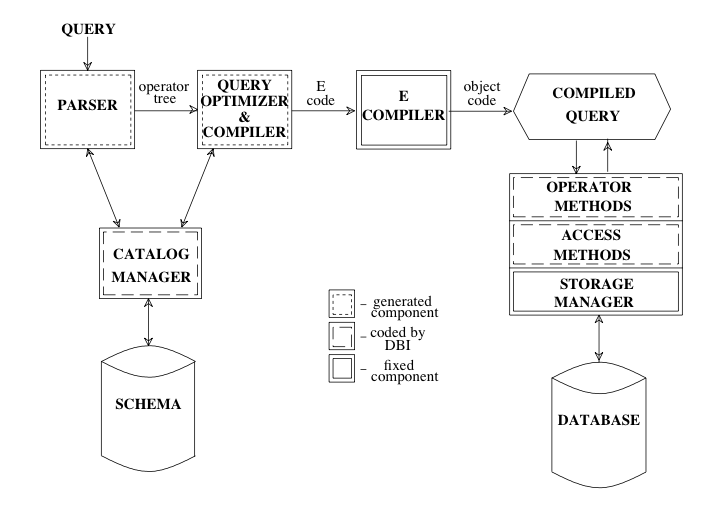 QUERY
PARSER
operator
tree
QUERY
OPTIMIZER
&
COMPILER
E
code
E
COMPILER
object
code
COMPILED
QUERY
OPERATOR
METHODS
ACCESS
METHODS
STORAGE
MANAGER
CATALOG
MANAGER
– generated
component
– coded by
DBI
– fixed
component
SCHEMA
DATABASE